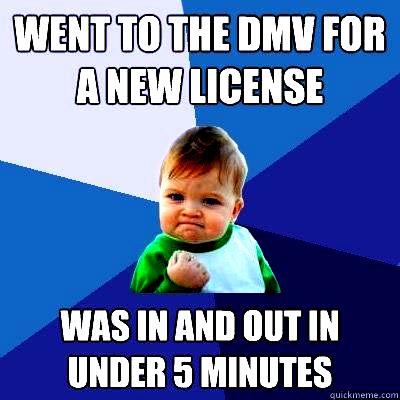 WENT TO THE DMV FOR
A NEW LICENSE
WAS IN AND OUT IN
UNDER 5 MINUTES
quickmeme.com